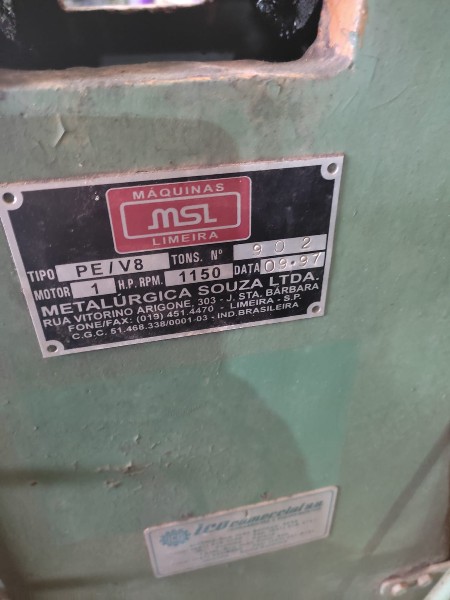 MÁQUINAS
MSL
LIMEIRA
TIPO PE/V8 TONS. Nº 902
MOTOR 1 H.P. RPM. 1150 DATA 09.97
METALÚRGICA SOUZA LTDA.
RUA VITORINO ARIGONE, 303 - J. STA. BÁRBARA
FONE/FAX: (019) 451.4470 - LIMEIRA - S.P.
C.G.C. 51.468.338/0001-03 - IND.BRASILEIRA